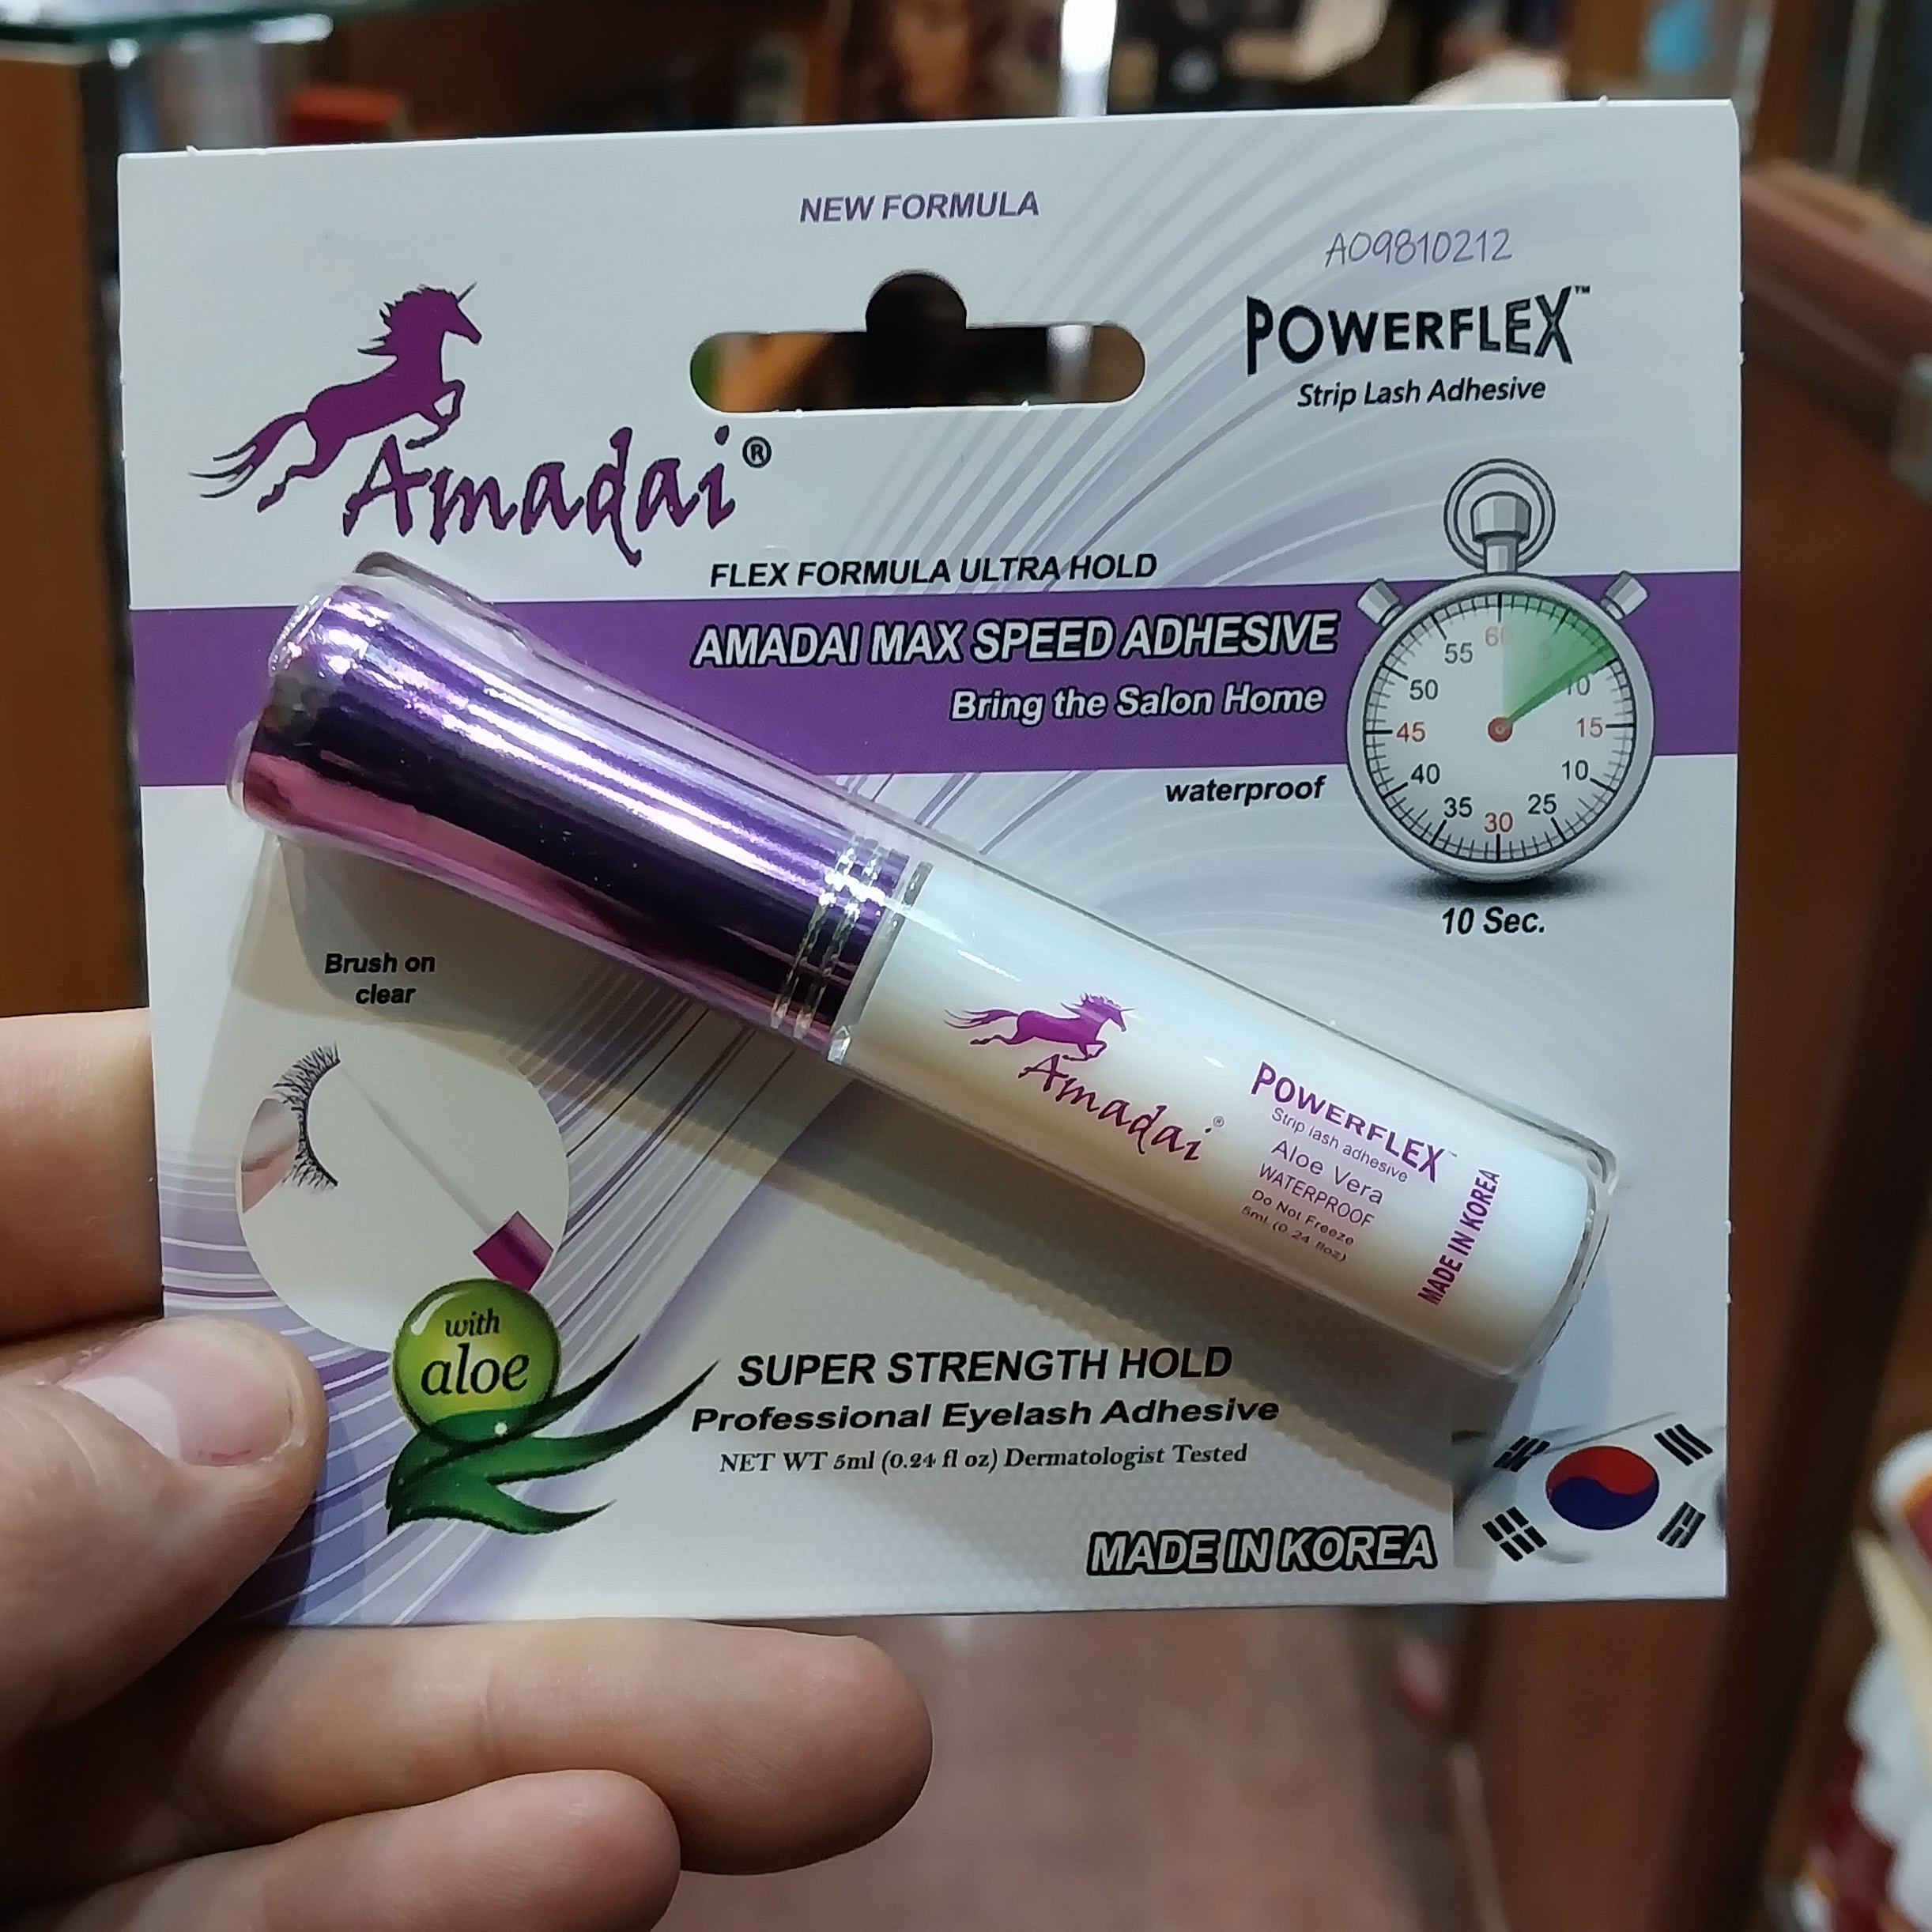 NEW FORMULA
A09810212
POWERFLEX™
Strip Lash Adhesive
Amadai®
FLEX FORMULA ULTRA HOLD
AMADAI MAX SPEED ADHESIVE
Bring the Salon Home
waterproof
60
10
15
10
25
30
35
40
45
50
55
10 Sec.
Brush on
clear
Amadai®
POWERFLEX™
Strip lash adhesive
Aloe Vera
WATERPROOF
Do Not Freeze
5ml (0.24 floz)
MADE IN KOREA
with
aloe
SUPER STRENGTH HOLD
Professional Eyelash Adhesive
NET WT 5ml (0.24 fl oz) Dermatologist Tested
MADE IN KOREA